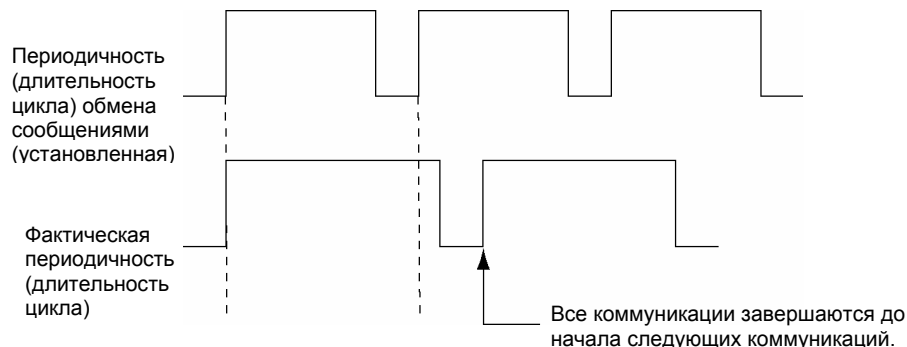 Периодичность
(длительность
цикла) обмена
сообщениями
(установленная)
Фактическая
периодичность
(длительность
цикла)
Все коммуникации завершаются до
начала следующих коммуникаций.